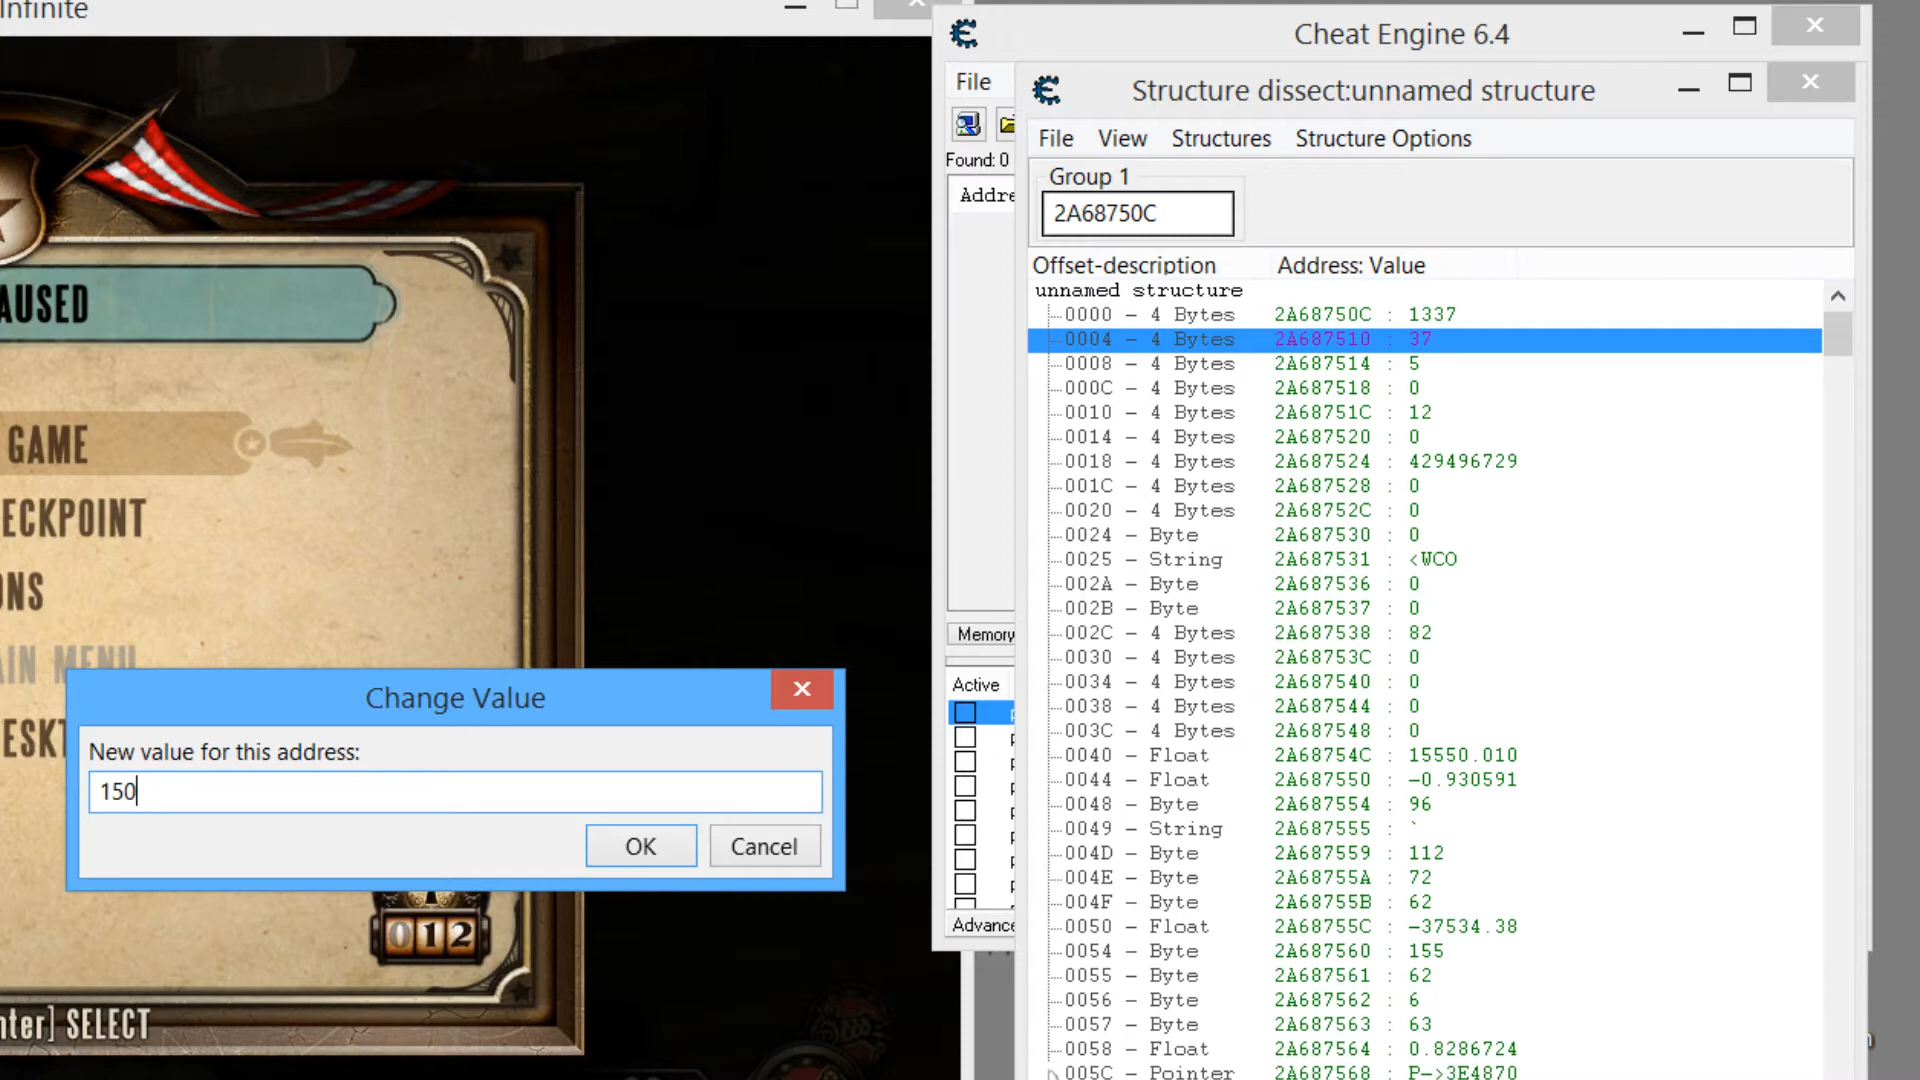 Infinite
AUSED
GAME
ECKPOINT
ONS
AIN MENU
ESKT
012
nter] SELECT
Change Value
New value for this address:
150
OK
Cancel
Cheat Engine 6.4
File
Found: 0
Addre
Memory
Active
Advance
Structure dissect:unnamed structure
File View Structures Structure Options
Group 1
2A68750C
Offset-description Address: Value
unnamed structure
0000 - 4 Bytes 2A68750C : 1337
0004 - 4 Bytes 2A687510 : 37
0008 - 4 Bytes 2A687514 : 5
000C - 4 Bytes 2A687518 : 0
0010 - 4 Bytes 2A68751C : 12
0014 - 4 Bytes 2A687520 : 0
0018 - 4 Bytes 2A687524 : 429496729
001C - 4 Bytes 2A687528 : 0
0020 - 4 Bytes 2A68752C : 0
0024 - Byte 2A687530 : 0
0025 - String 2A687531 : <WCO
002A - Byte 2A687536 : 0
002B - Byte 2A687537 : 0
002C - 4 Bytes 2A687538 : 82
0030 - 4 Bytes 2A68753C : 0
0034 - 4 Bytes 2A687540 : 0
0038 - 4 Bytes 2A687544 : 0
003C - 4 Bytes 2A687548 : 0
0040 - Float 2A68754C : 15550.010
0044 - Float 2A687550 : -0.930591
0048 - Byte 2A687554 : 96
0049 - String 2A687555 : `
004D - Byte 2A687559 : 112
004E - Byte 2A68755A : 72
004F - Byte 2A68755B : 62
0050 - Float 2A68755C : -37534.38
0054 - Byte 2A687560 : 155
0055 - Byte 2A687561 : 62
0056 - Byte 2A687562 : 6
0057 - Byte 2A687563 : 63
0058 - Float 2A687564 : 0.8286724
005C - Pointer 2A687568 : P->3E4870